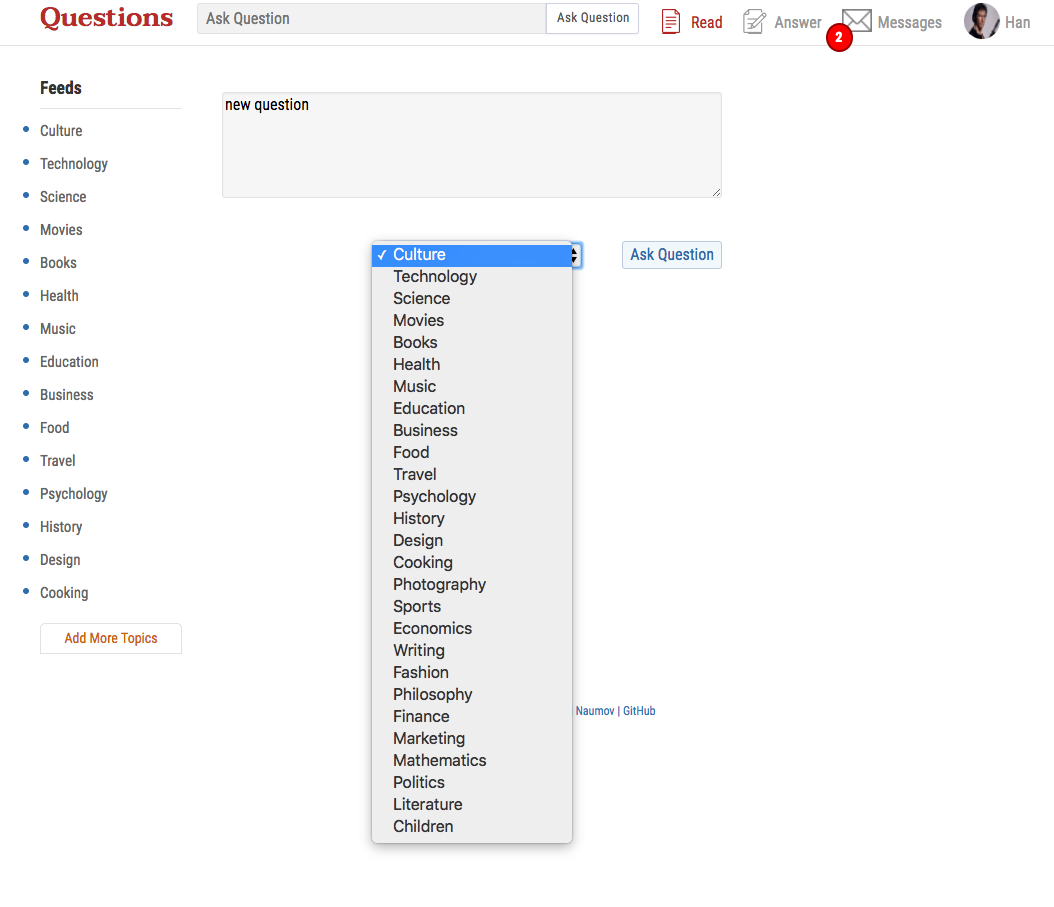 Questions
Ask Question
Ask Question
Read
Answer
2
Messages
Han
Feeds
Culture
Technology
Science
Movies
Books
Health
Music
Education
Business
Food
Travel
Psychology
History
Design
Cooking
Add More Topics
new question
✓ Culture
Technology
Science
Movies
Books
Health
Music
Education
Business
Food
Travel
Psychology
History
Design
Cooking
Photography
Sports
Economics
Writing
Fashion
Philosophy
Finance
Marketing
Mathematics
Politics
Literature
Children
Ask Question
Naumov | GitHub